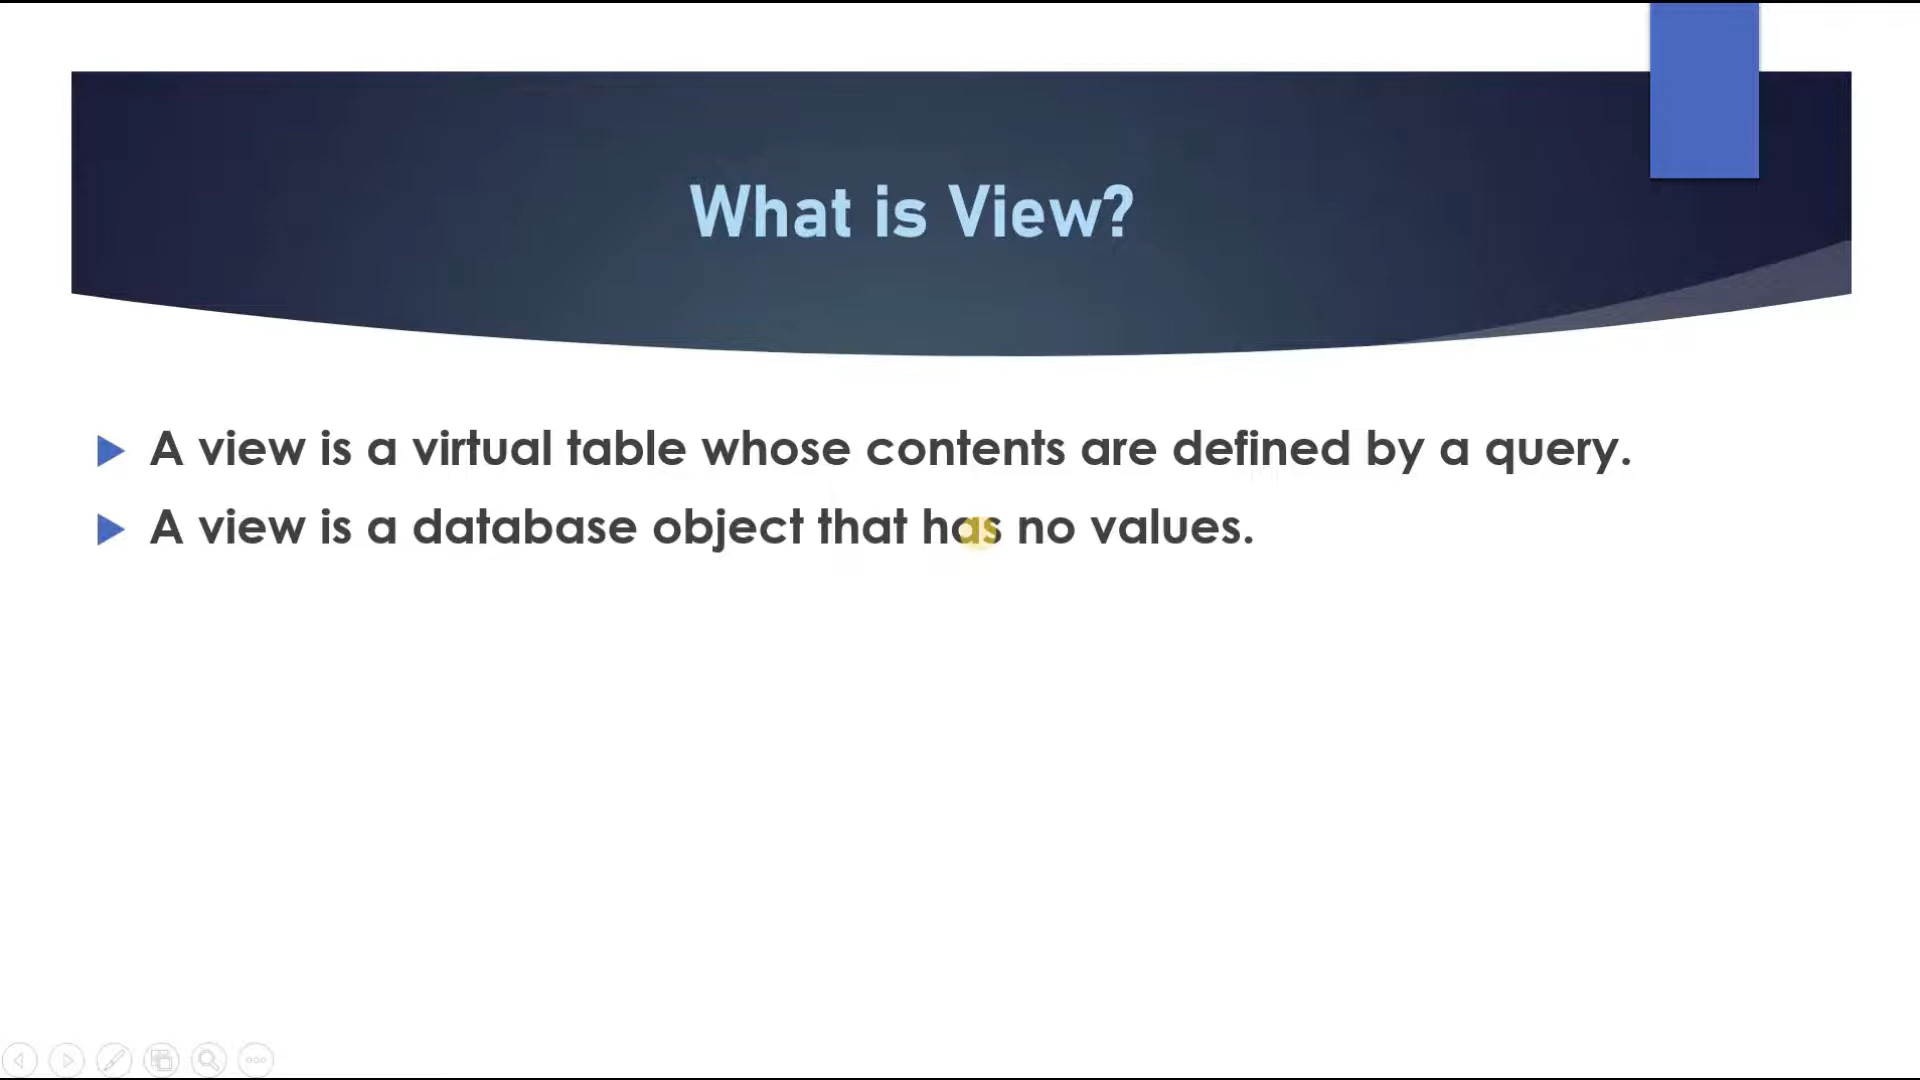 What is View?
A view is a virtual table whose contents are defined by a query.
A view is a database object that has no values.